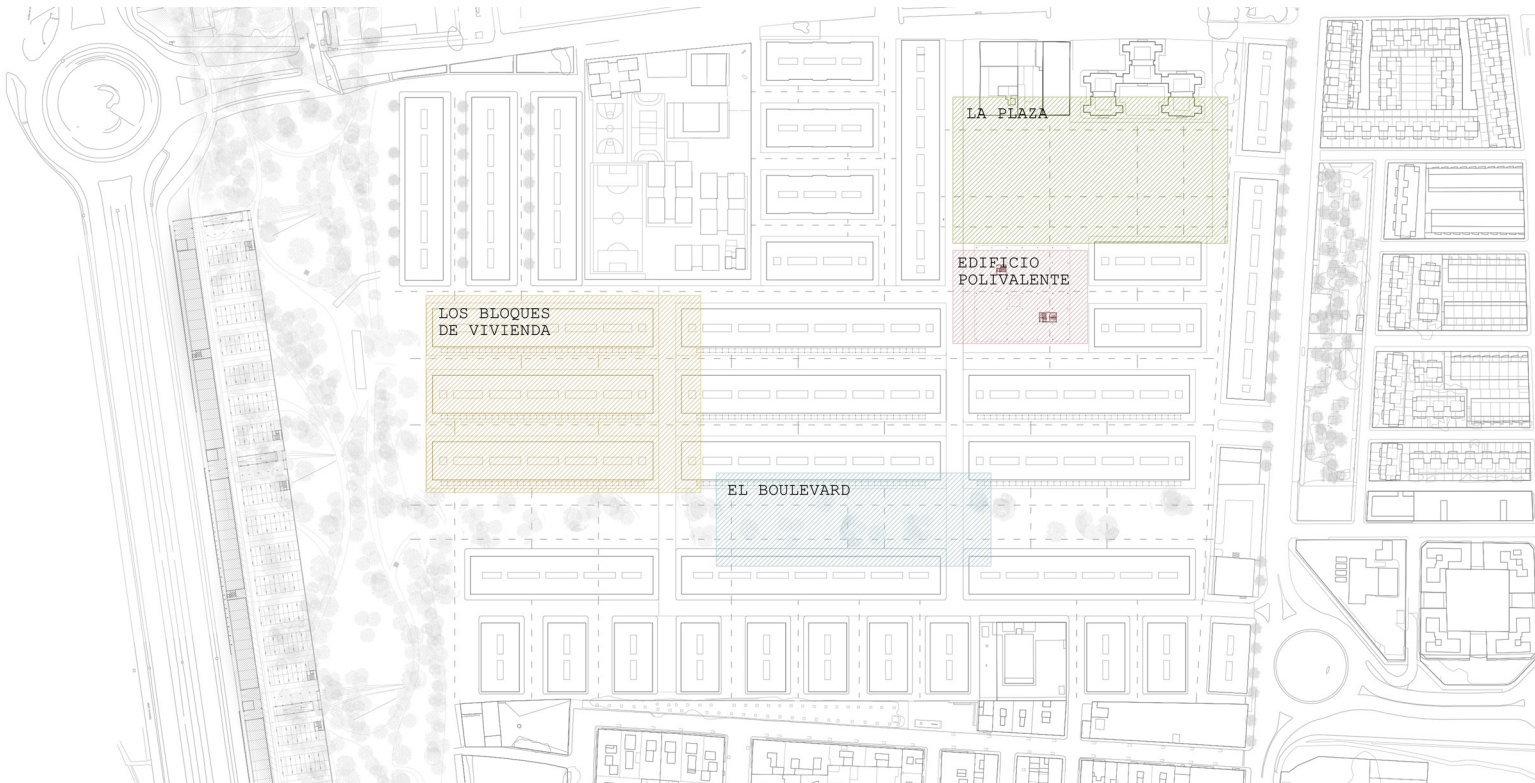 LA PLAZA
EDIFICIO
POLIVALENTE
LOS BLOQUES
DE VIVIENDA
EL BOULEVARD